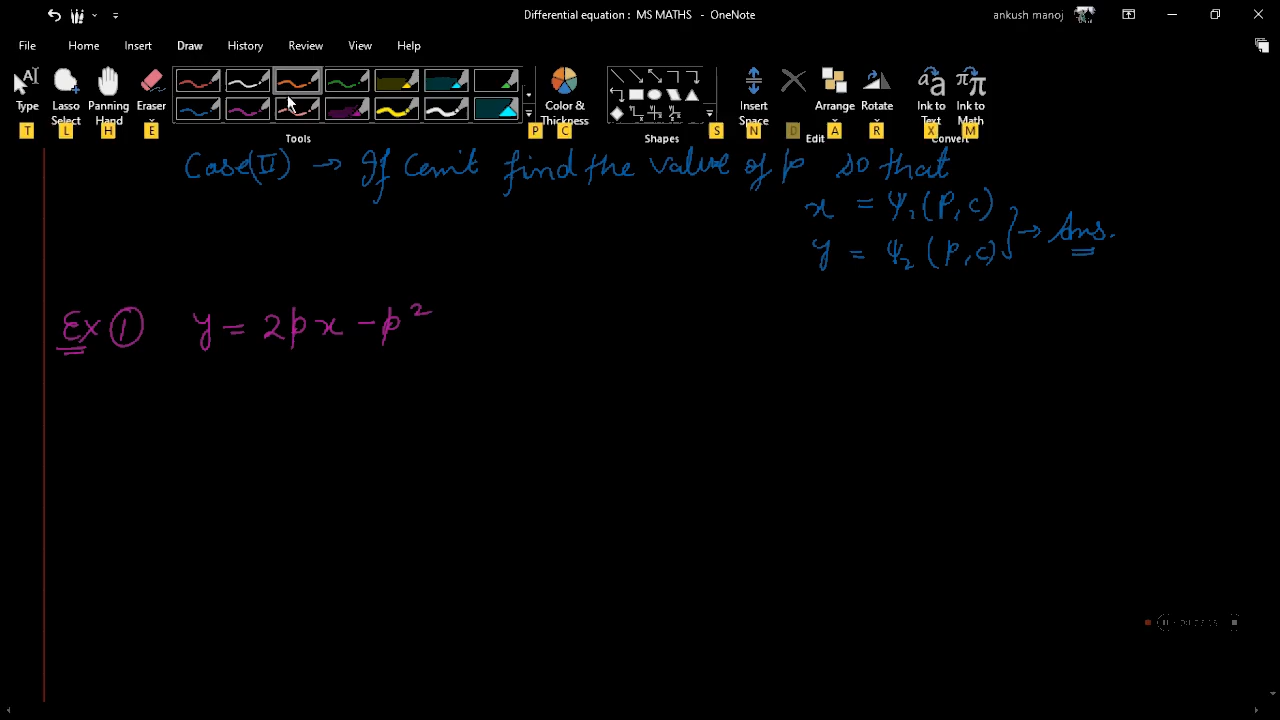 Differential equation : MS MATHS - OneNote
ankush manoj
File Home Insert Draw History Review View Help
Type Lasso Select Panning Hand Eraser Color & Thickness Insert Space Arrange Rotate Ink to Text Ink to Math
T L H E P C S N D A R X M
Tools Shapes Edit Convert
Case(II) → If can't find the value of p so that
x = ψ₁(P,c)
y = ψ₂(p,c) → Ans.
Ex ① y = 2px - p²